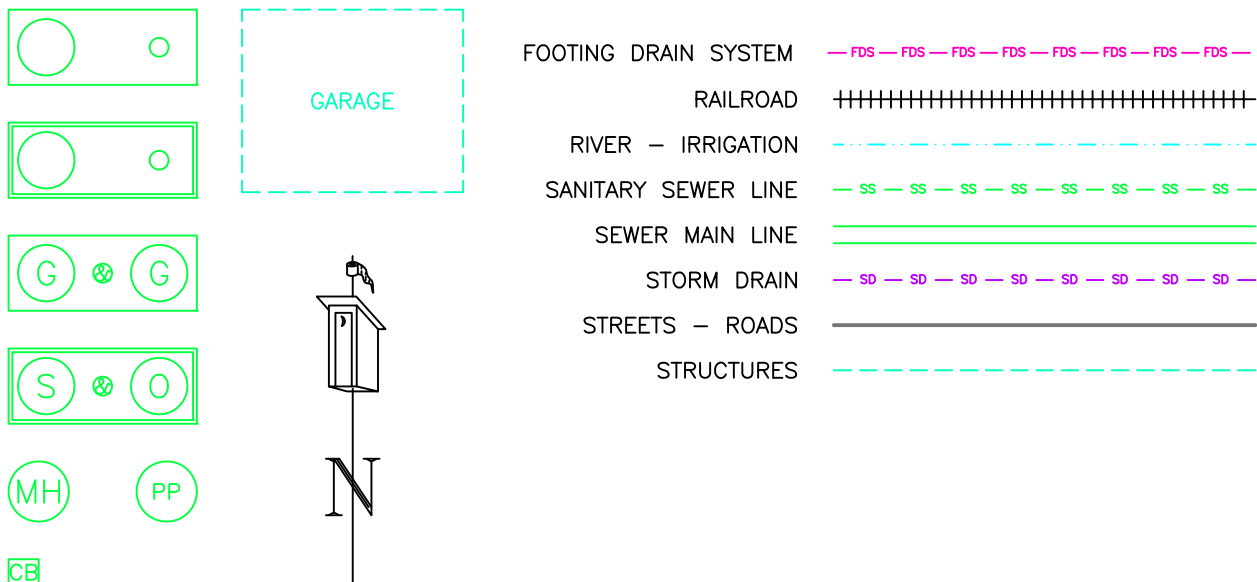 GARAGE
G & G
S & O
MH
PP
CB
N
FOOTING DRAIN SYSTEM — FDS — FDS — FDS — FDS — FDS — FDS — FDS — FDS —
RAILROAD
RIVER – IRRIGATION
SANITARY SEWER LINE — SS — SS — SS — SS — SS — SS — SS — SS —
SEWER MAIN LINE
STORM DRAIN — SD — SD — SD — SD — SD — SD — SD — SD —
STREETS – ROADS
STRUCTURES